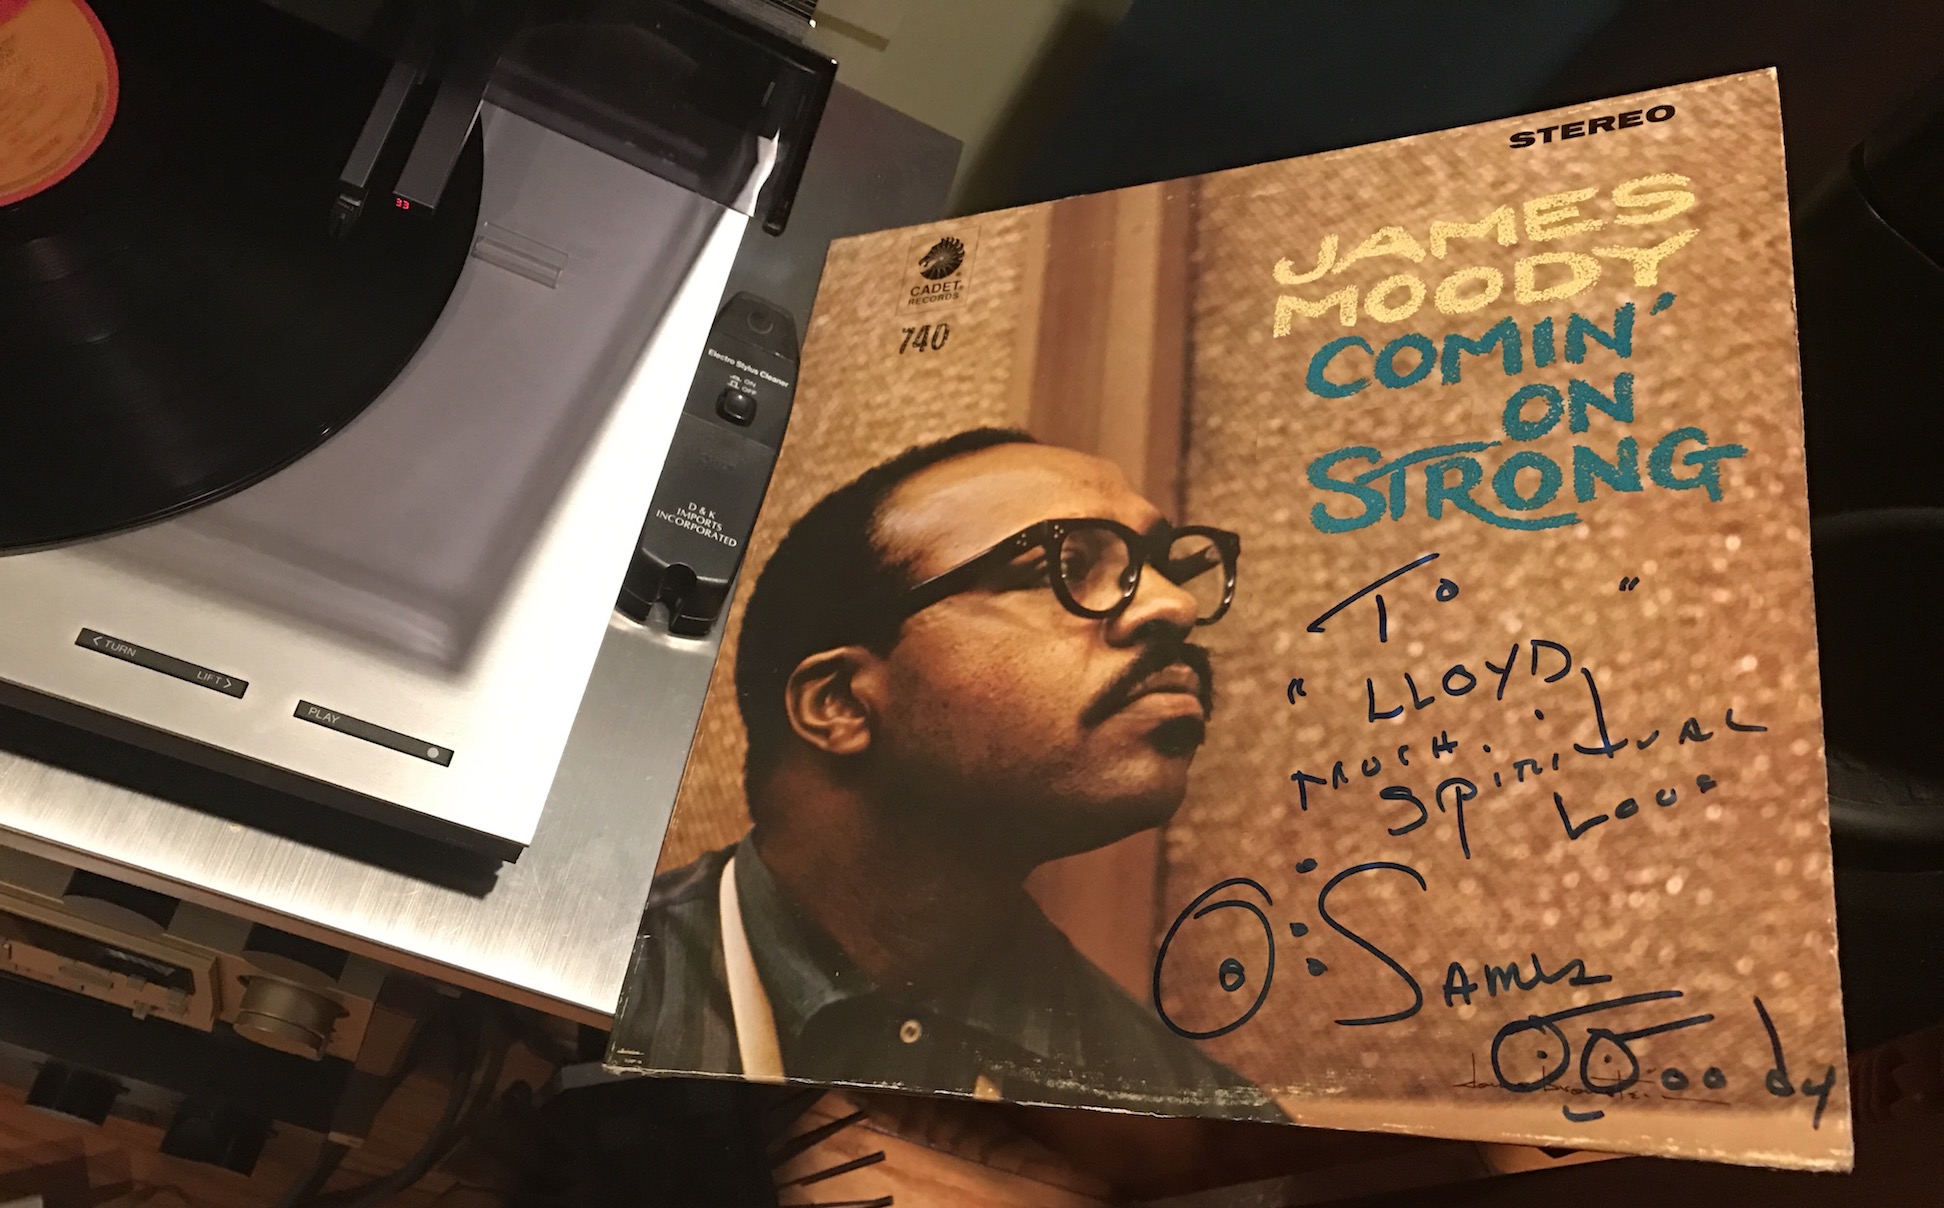 33
Electro Stylus Cleaner
ON
OFF
D & K
IMPORTS
INCORPORATED
< TURN
LIFT >
PLAY
STEREO
CADET
RECORDS
740
JAMES
MOODY
COMIN'
ON
STRONG
To
"LLOYD"
MUCH
SpiriTuAL
Love
JAMES
Moody